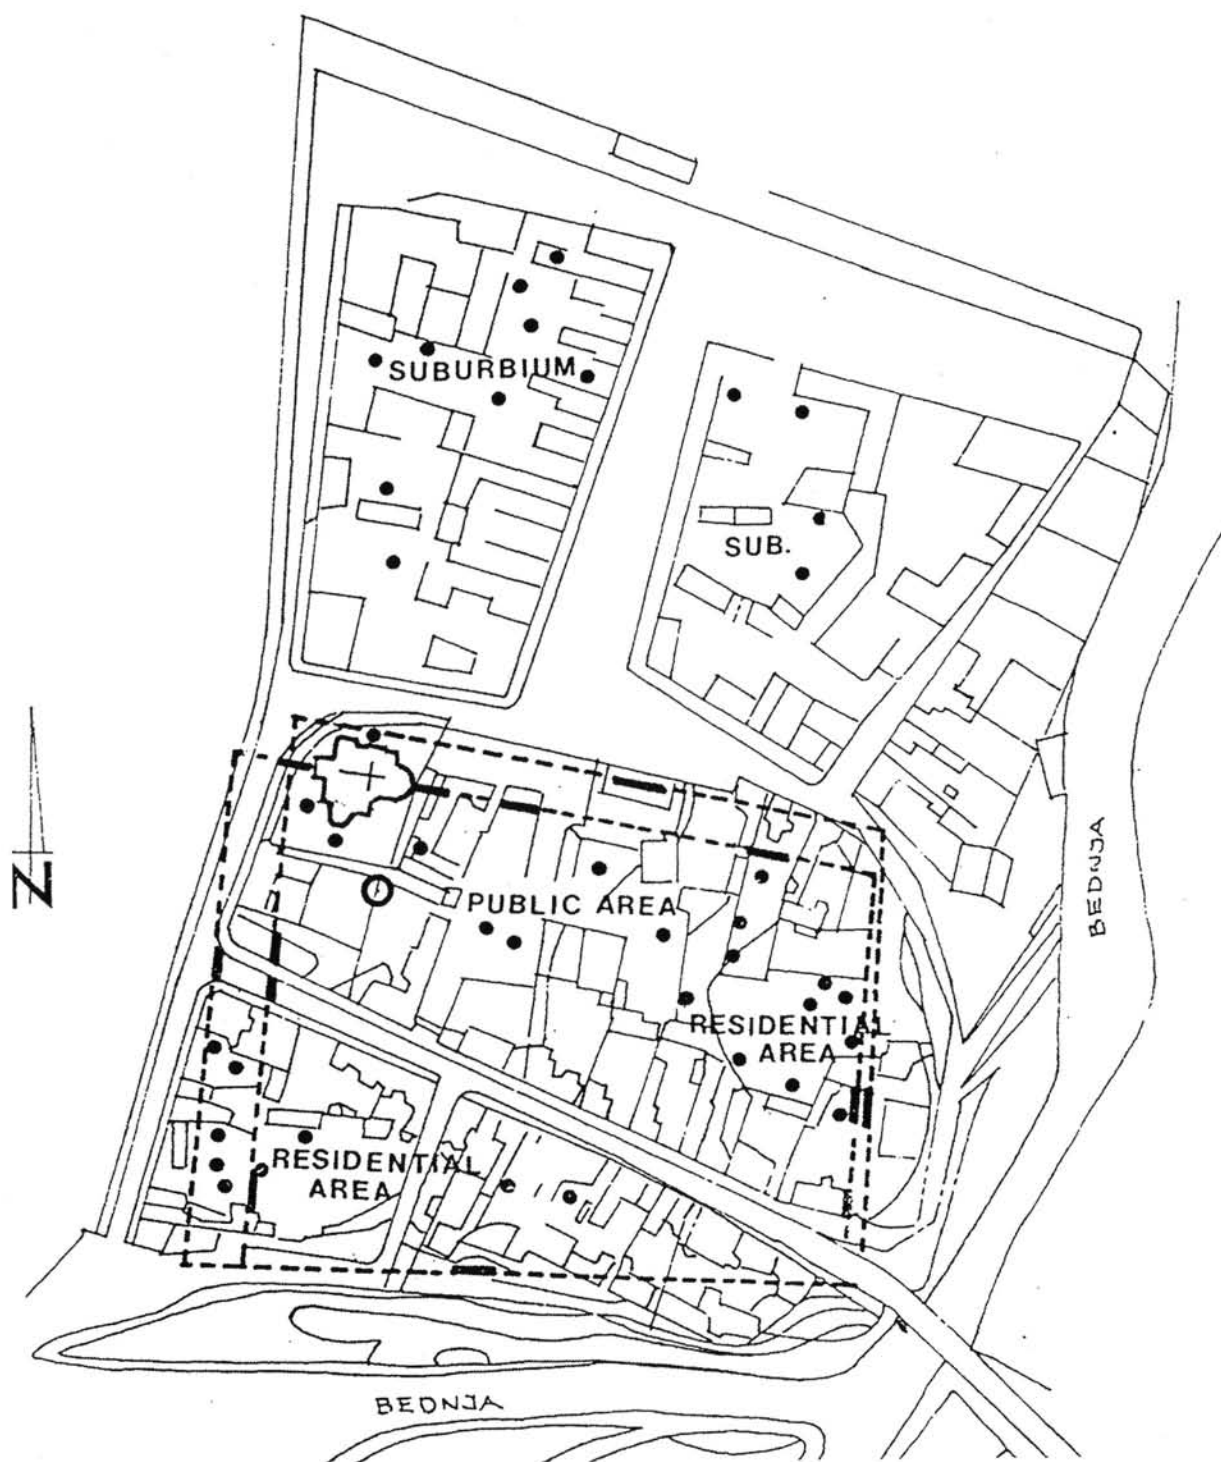 SUBURBIUM
SUB.
N
BEDNJA
PUBLIC AREA
RESIDENTIAL
AREA
RESIDENTIAL
AREA
BEDNJA